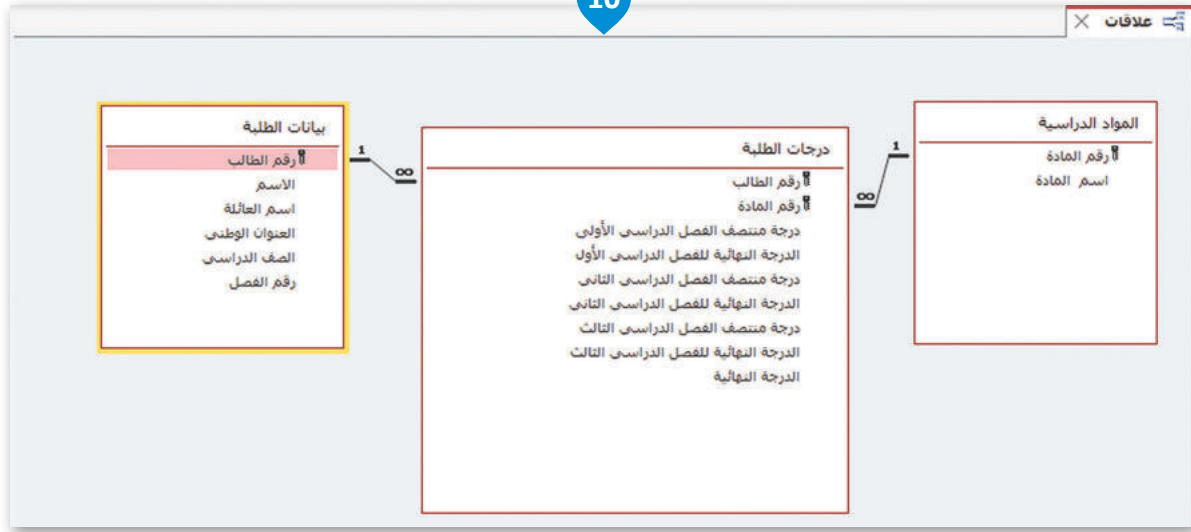 10
علاقات
المواد الدراسية
رقم المادة
اسم المادة
1
∞
درجات الطلبة
رقم الطالب
رقم المادة
درجة منتصف الفصل الدراسي الأولى
الدرجة النهائية للفصل الدراسي الأول
درجة منتصف الفصل الدراسي الثاني
الدرجة النهائية للفصل الدراسي الثاني
درجة منتصف الفصل الدراسي الثالث
الدرجة النهائية للفصل الدراسي الثالث
الدرجة النهائية
1
∞
بيانات الطلبة
رقم الطالب
الاسم
اسم العائلة
العنوان الوطني
الصف الدراسي
رقم الفصل